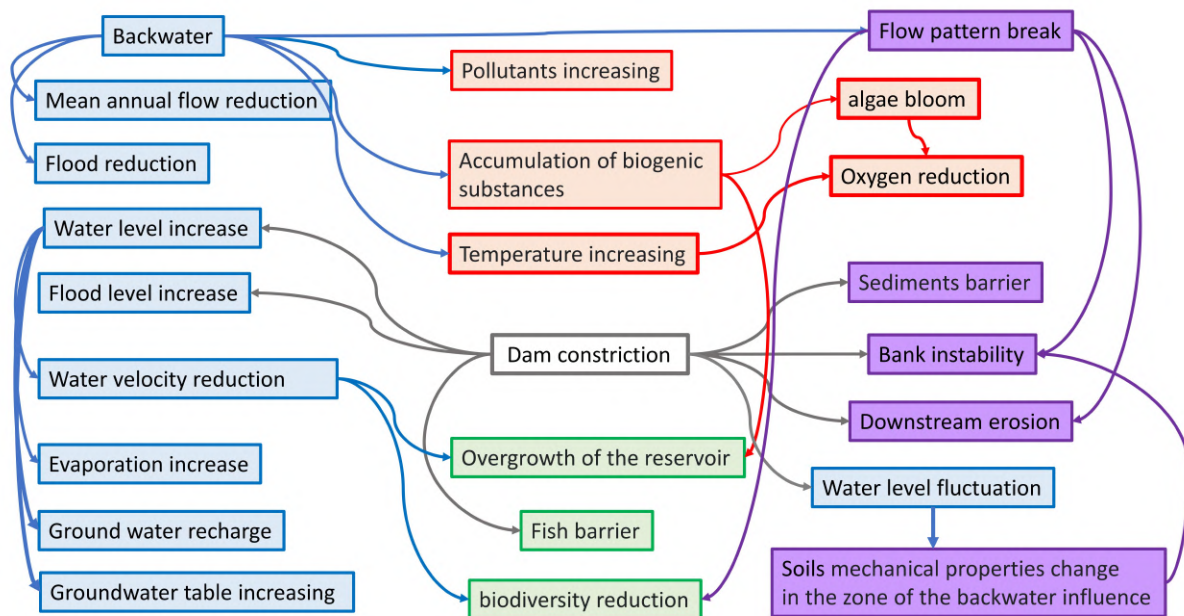 Backwater
Flow pattern break
Pollutants increasing
Mean annual flow reduction
algae bloom
Flood reduction
Accumulation of biogenic
substances
Oxygen reduction
Water level increase
Temperature increasing
Flood level increase
Sediments barrier
Dam constriction
Bank instability
Water velocity reduction
Downstream erosion
Evaporation increase
Overgrowth of the reservoir
Water level fluctuation
Ground water recharge
Fish barrier
Soils mechanical properties change
in the zone of the backwater influence
Groundwater table increasing
biodiversity reduction